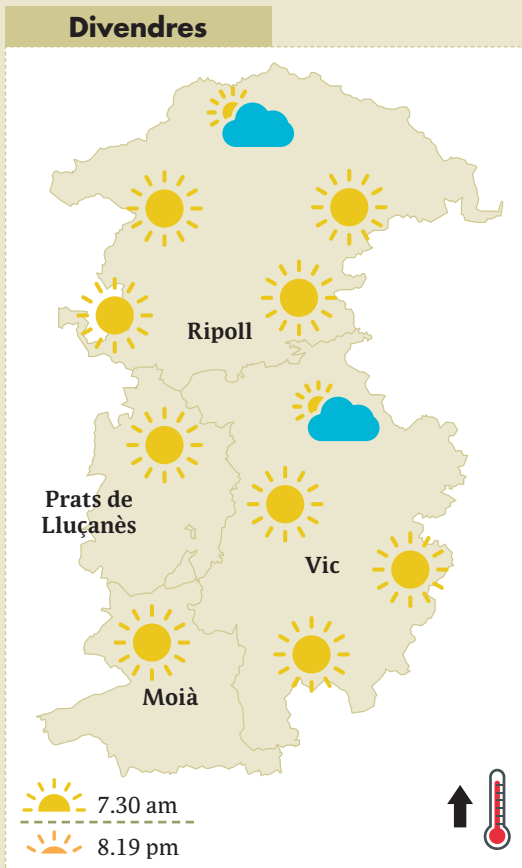 Divendres
Ripoll
Prats de
Lluçanès
Vic
Moià
7.30 am
8.19 pm